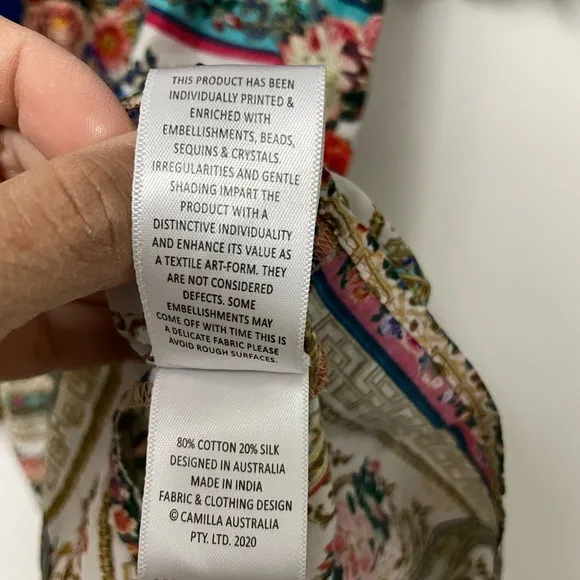 THIS PRODUCT HAS BEEN
INDIVIDUALLY PRINTED &
ENRICHED WITH
EMBELLISHMENTS, BEADS,
SEQUINS & CRYSTALS.
IRREGULARITIES AND GENTLE
SHADING IMPART THE
PRODUCT WITH A
DISTINCTIVE INDIVIDUALITY
AND ENHANCE ITS VALUE AS
A TEXTILE ART-FORM. THEY
ARE NOT CONSIDERED
DEFECTS. SOME
EMBELLISHMENTS MAY
COME OFF WITH TIME THIS IS
A DELICATE FABRIC PLEASE
AVOID ROUGH SURFACES.
80% COTTON 20% SILK
DESIGNED IN AUSTRALIA
MADE IN INDIA
FABRIC & CLOTHING DESIGN
© CAMILLA AUSTRALIA
PTY. LTD. 2020